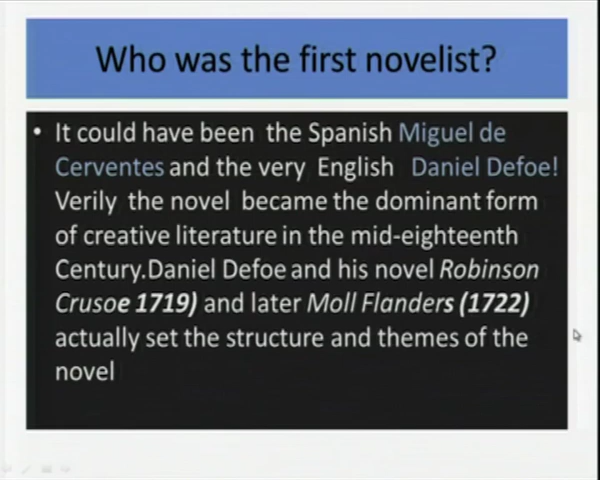 Who was the first novelist?
• It could have been the Spanish Miguel de
Cerventes and the very English Daniel Defoe!
Verily the novel became the dominant form
of creative literature in the mid-eighteenth
Century.Daniel Defoe and his novel Robinson
Crusoe 1719) and later Moll Flanders (1722)
actually set the structure and themes of the
novel